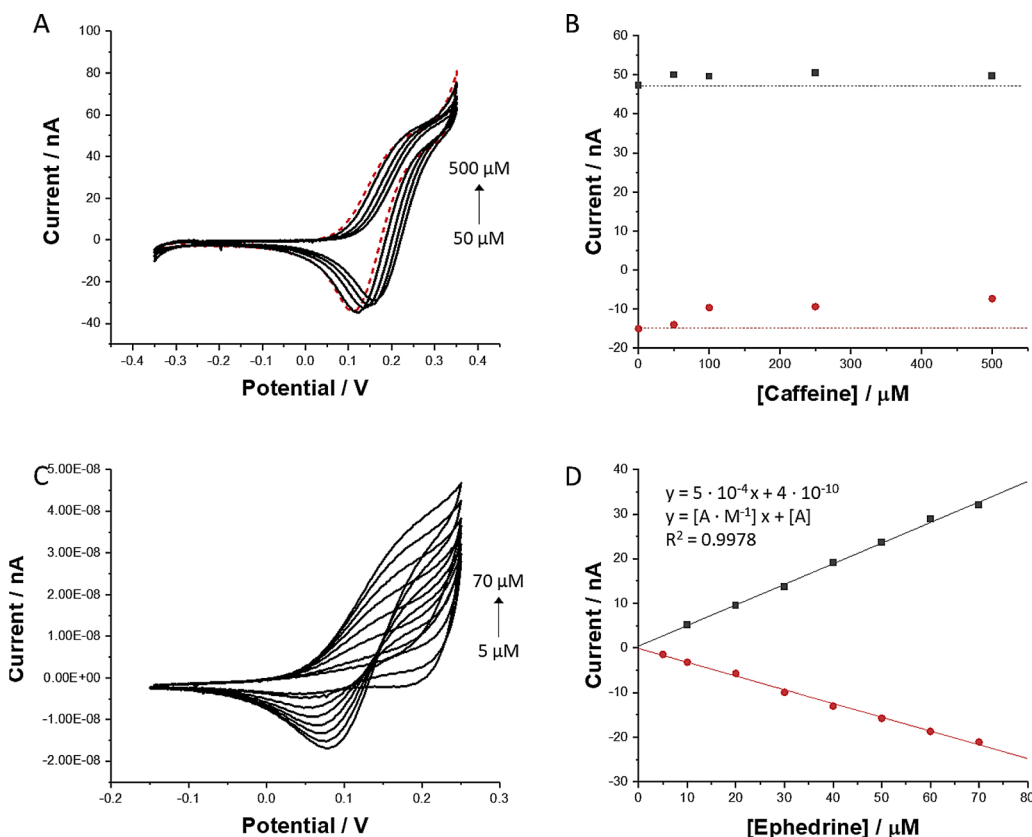 A
100
80
60
40
20
0
-20
-40
-0.4 -0.3 -0.2 -0.1 0.0 0.1 0.2 0.3 0.4
Current / nA
Potential / V
500 µM
50 µM
B
60
50
40
30
20
10
0
-10
-20
0 100 200 300 400 500
Current / nA
[Caffeine] / µM
C
5.00E-08
4.00E-08
3.00E-08
2.00E-08
1.00E-08
0.00E+00
-1.00E-08
-2.00E-08
-0.2 -0.1 0.0 0.1 0.2 0.3
Current / nA
Potential / V
70 µM
5 µM
D
40
30
20
10
0
-10
-20
-30
0 10 20 30 40 50 60 70 80
Current / nA
[Ephedrine] / µM
y = 5 · 10⁻⁴x + 4 · 10⁻¹⁰
y = [A · M⁻¹] x + [A]
R² = 0.9978